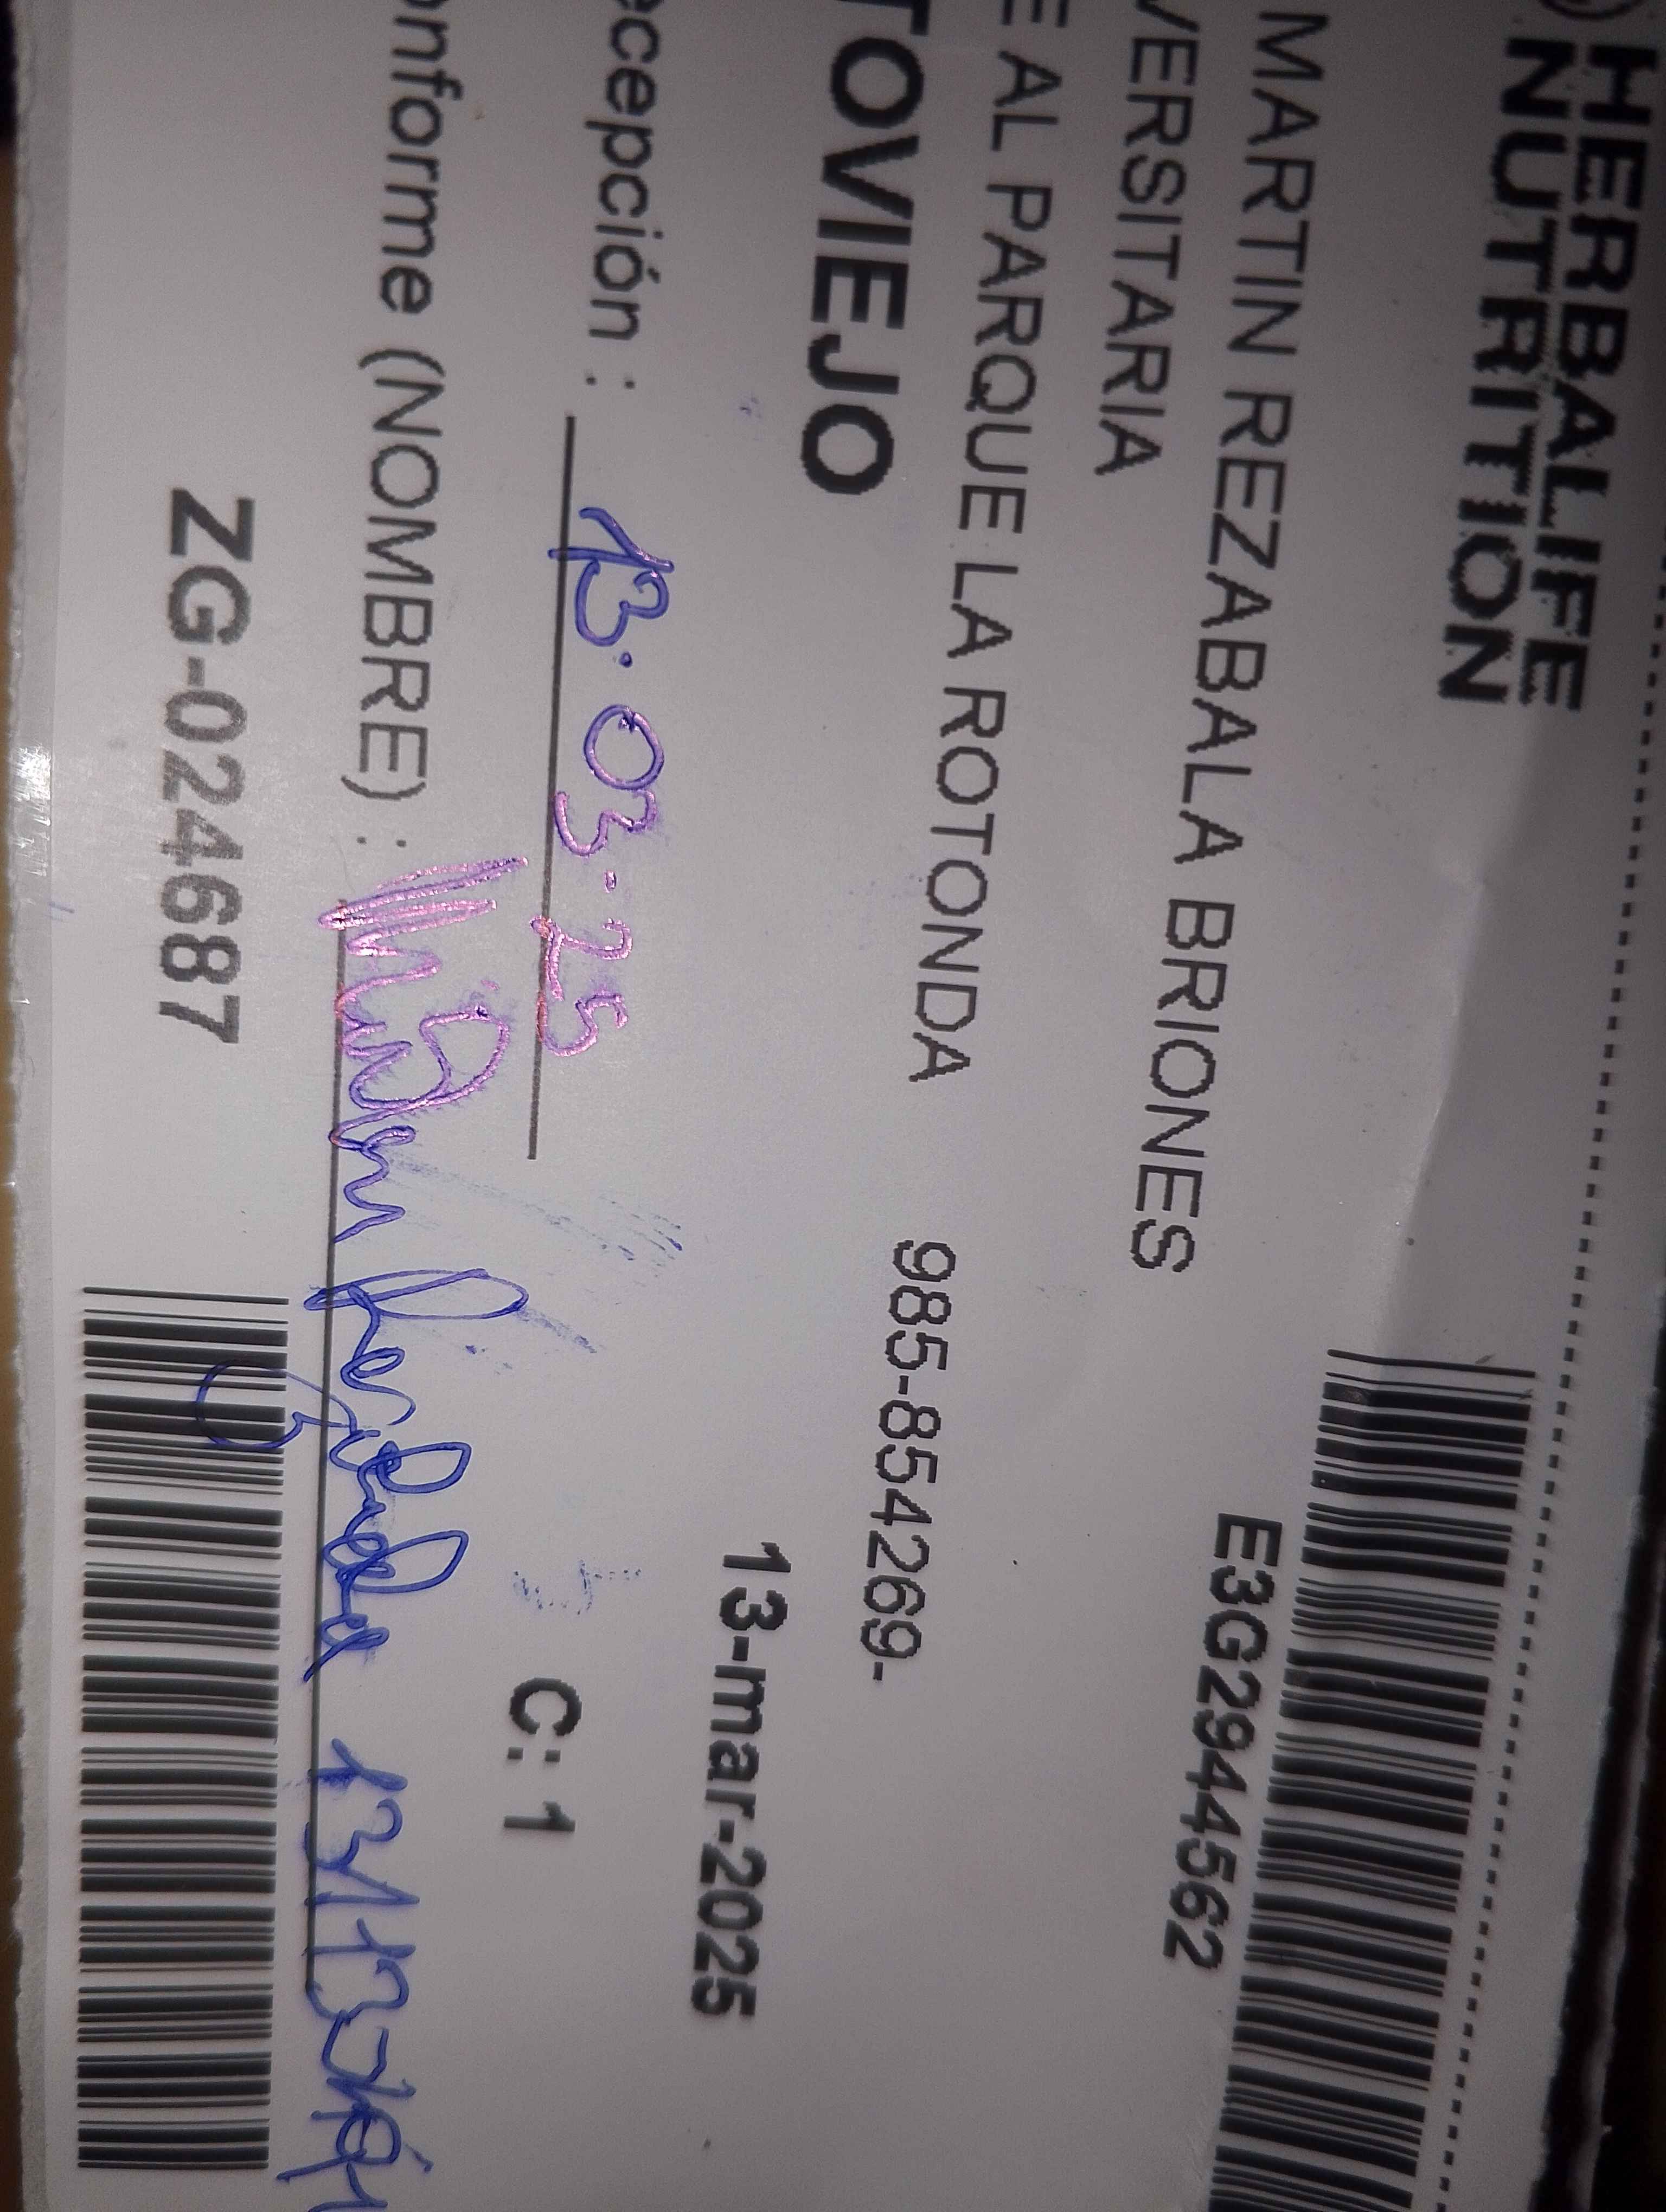 HERBALIFE
NUTRITION
MARTIN REZABALA BRIONES
E3G2944562
VERSITARIA
E AL PARQUE LA ROTONDA 985-854269-
TOVIEJO
13-mar-2025
ecepción : 13.03.25
C: 1
onforme (NOMBRE) :
ZG-024687